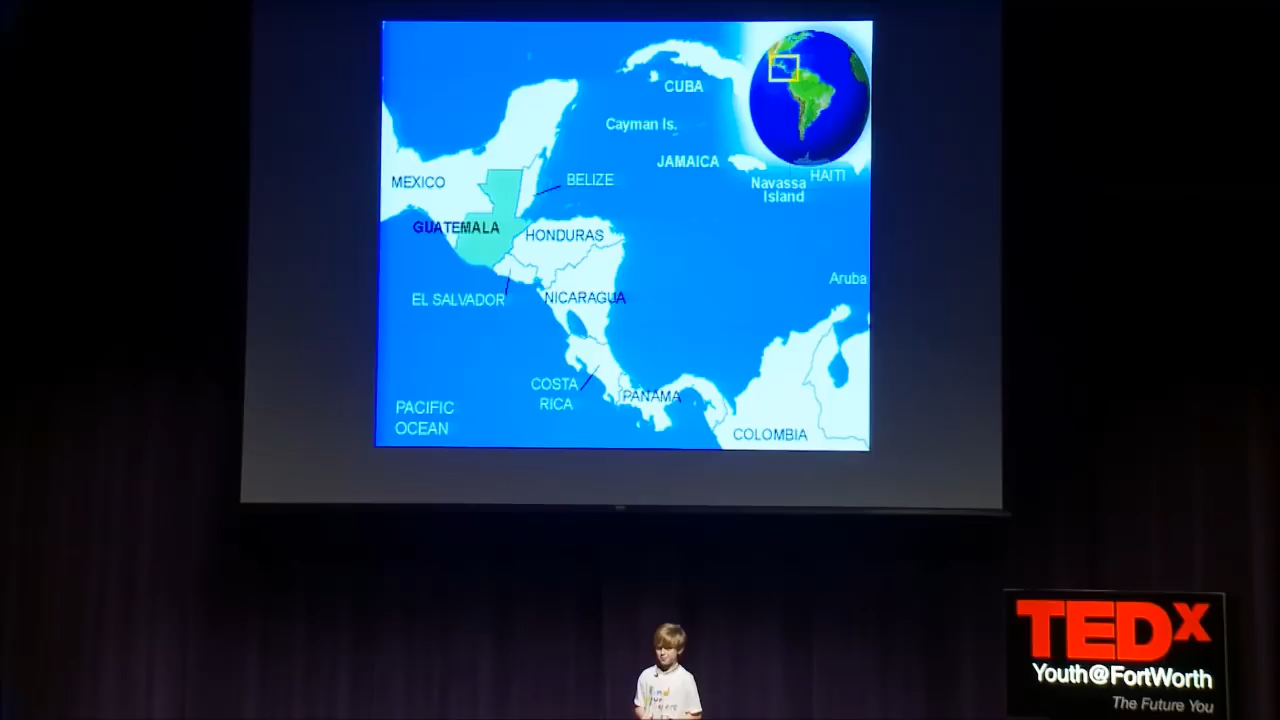 CUBA
Cayman Is.
JAMAICA
HAITI
Navassa
Island
MEXICO
BELIZE
GUATEMALA
HONDURAS
Aruba
EL SALVADOR
NICARAGUA
COSTA
RICA
PANAMA
PACIFIC
OCEAN
COLOMBIA
TEDx
Youth@FortWorth
The Future You